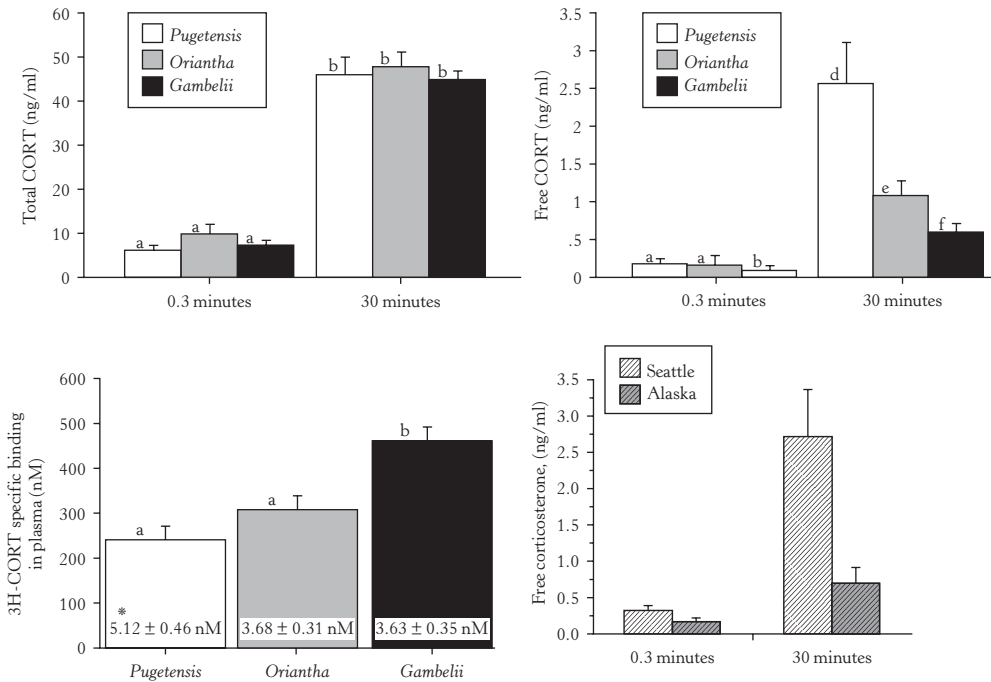 60
50
40
30
20
10
0
Total CORT (ng/ml)
Pugetensis
Oriantha
Gambelii
a
a
a
b
b
b
0.3 minutes
30 minutes
3.5
3
2.5
2
1.5
1
.5
0
Free CORT (ng/ml)
Pugetensis
Oriantha
Gambelii
a
a
b
d
e
f
0.3 minutes
30 minutes
600
500
400
300
200
100
0
3H-CORT specific binding
in plasma (nM)
a
a
b
*
5.12 ± 0.46 nM
3.68 ± 0.31 nM
3.63 ± 0.35 nM
Pugetensis
Oriantha
Gambelii
Seattle
Alaska
3.5
3.0
2.5
2.0
1.5
1.0
0.5
0.0
Free corticosterone, (ng/ml)
0.3 minutes
30 minutes